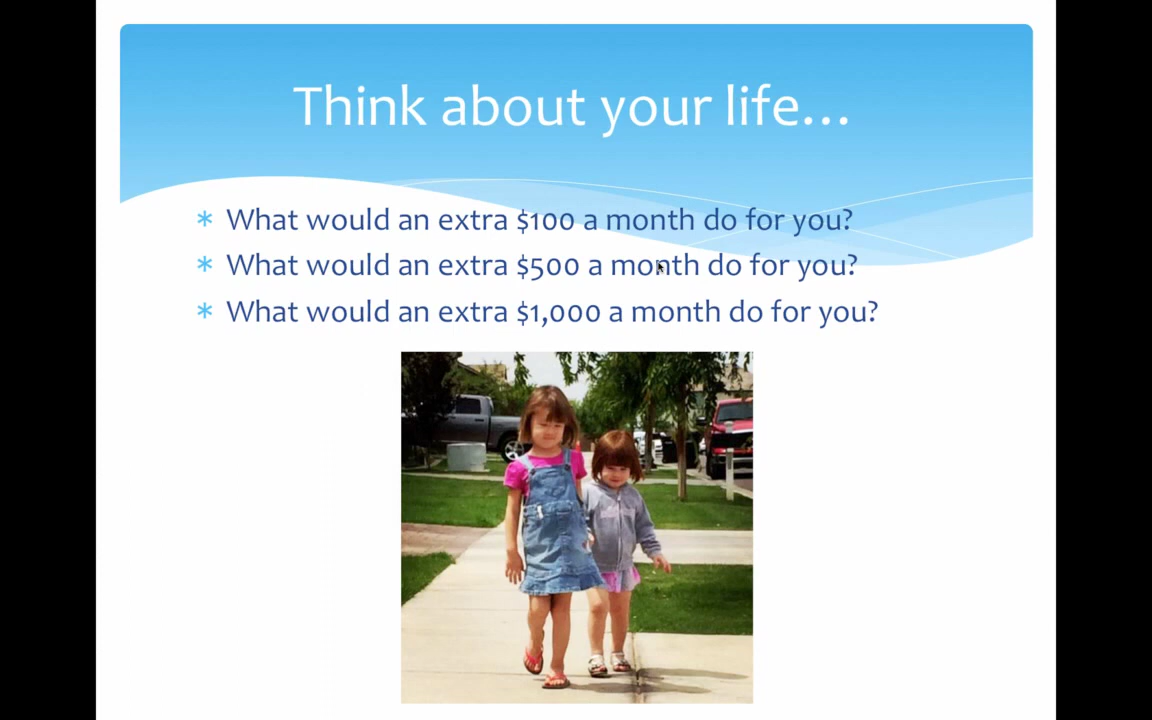 Think about your life...
* What would an extra $100 a month do for you?
* What would an extra $500 a month do for you?
* What would an extra $1,000 a month do for you?